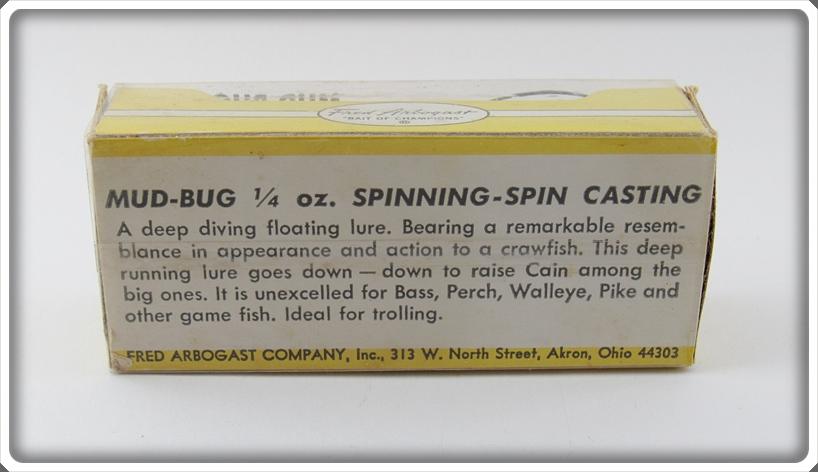 Fred Arbogast
"BAIT OF CHAMPIONS"
®
MUD-BUG 1/4 oz. SPINNING-SPIN CASTING
A deep diving floating lure. Bearing a remarkable resem-
blance in appearance and action to a crawfish. This deep
running lure goes down — down to raise Cain among the
big ones. It is unexcelled for Bass, Perch, Walleye, Pike and
other game fish. Ideal for trolling.
FRED ARBOGAST COMPANY, Inc., 313 W. North Street, Akron, Ohio 44303